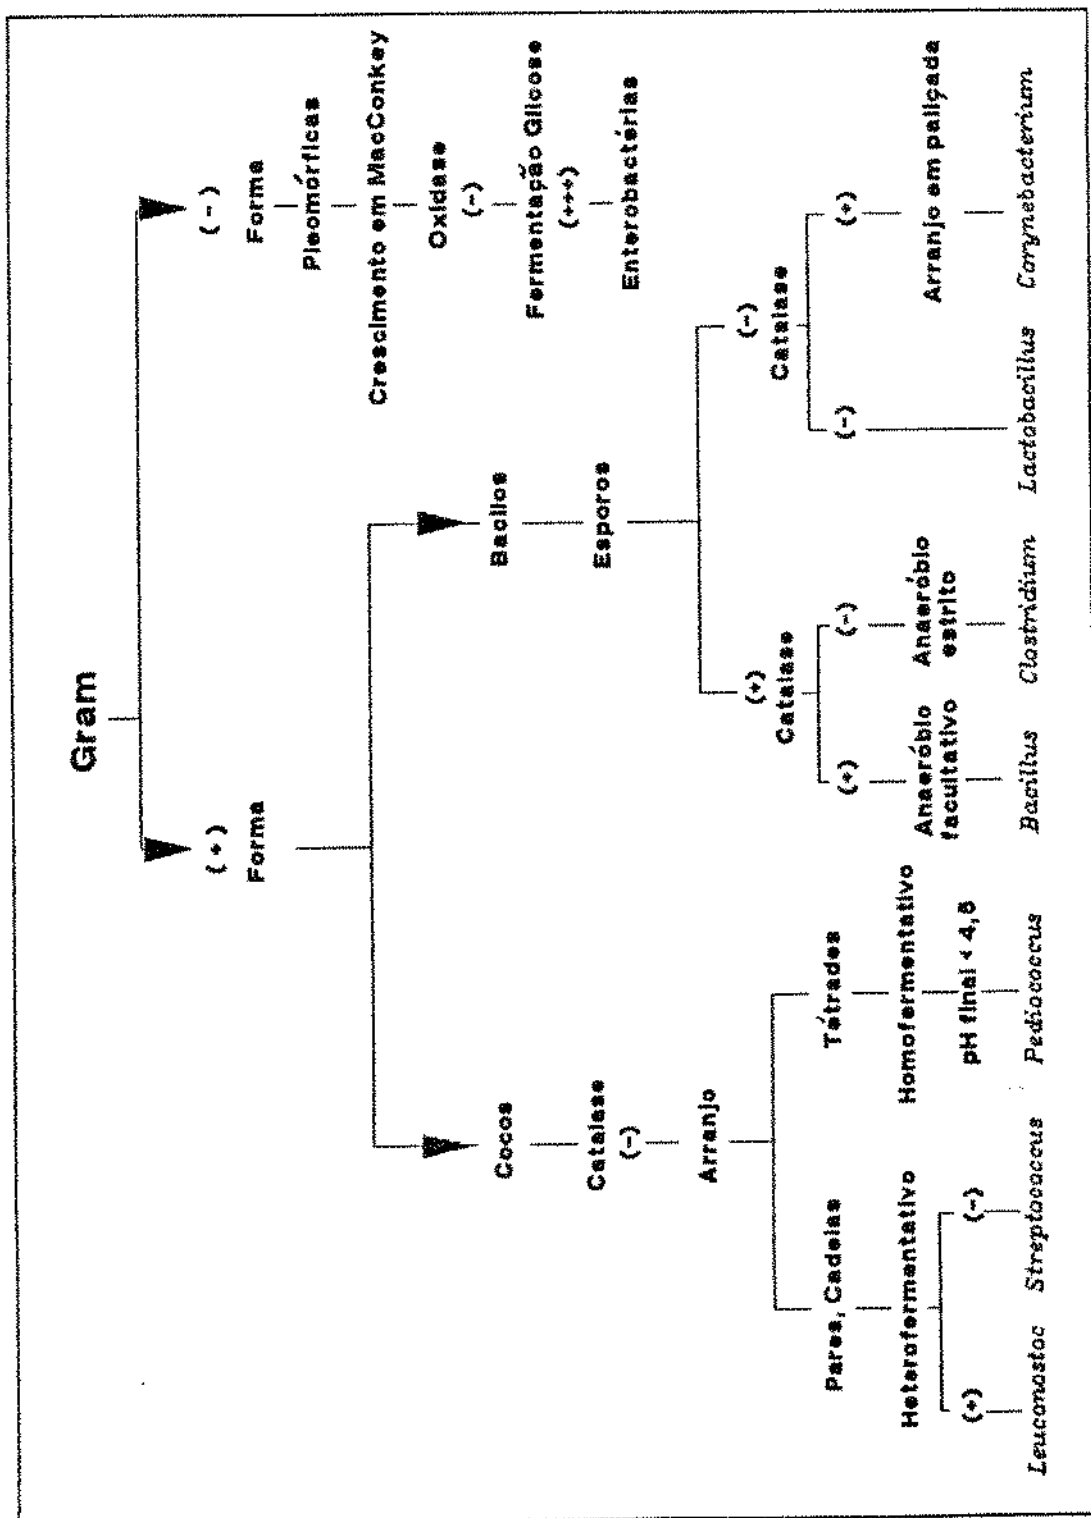 Gram
(+)
Forma
(-)
Forma
Pleomórficas
Crescimento em MacConkey
Oxidase
(-)
Fermentação Glicose
(+++)
Enterobactérias
Cocos
Catalase
(-)
Arranjo
Bacilos
Esporos
Pares, Cadeias
Heterofermentativo
(+)
(-)
Tétrades
Homofermentativo
pH final < 4,5
(+)
Catalase
(+)
(-)
Anaeróbio
facultativo
Anaeróbio
estrito
(-)
Catalase
(-)
(+)
Arranjo em paliçada
Leuconostoc Streptococcus Pediococcus Bacillus Clostridium Lactobacillus Corynebacterium